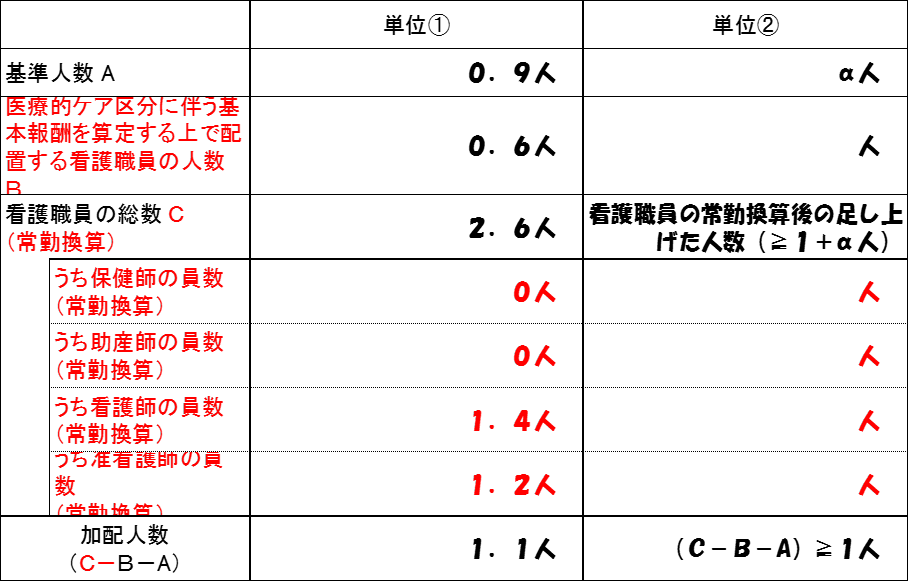 単位①
単位②
基準人数 A
0．9人
α人
医療的ケア区分に伴う基
本報酬を算定する上で配
置する看護職員の人数
B
0．6人
人
看護職員の総数 C
（常勤換算）
2．6人
看護職員の常勤換算後の足し上
げた人数（≧１＋α人）
うち保健師の員数
（常勤換算）
0人
人
うち助産師の員数
（常勤換算）
0人
人
うち看護師の員数
（常勤換算）
1．4人
人
うち准看護師の員
数
（常勤換算）
1．2人
人
加配人数
（C－B－A）
1．1人
（C－B－A）≧1人